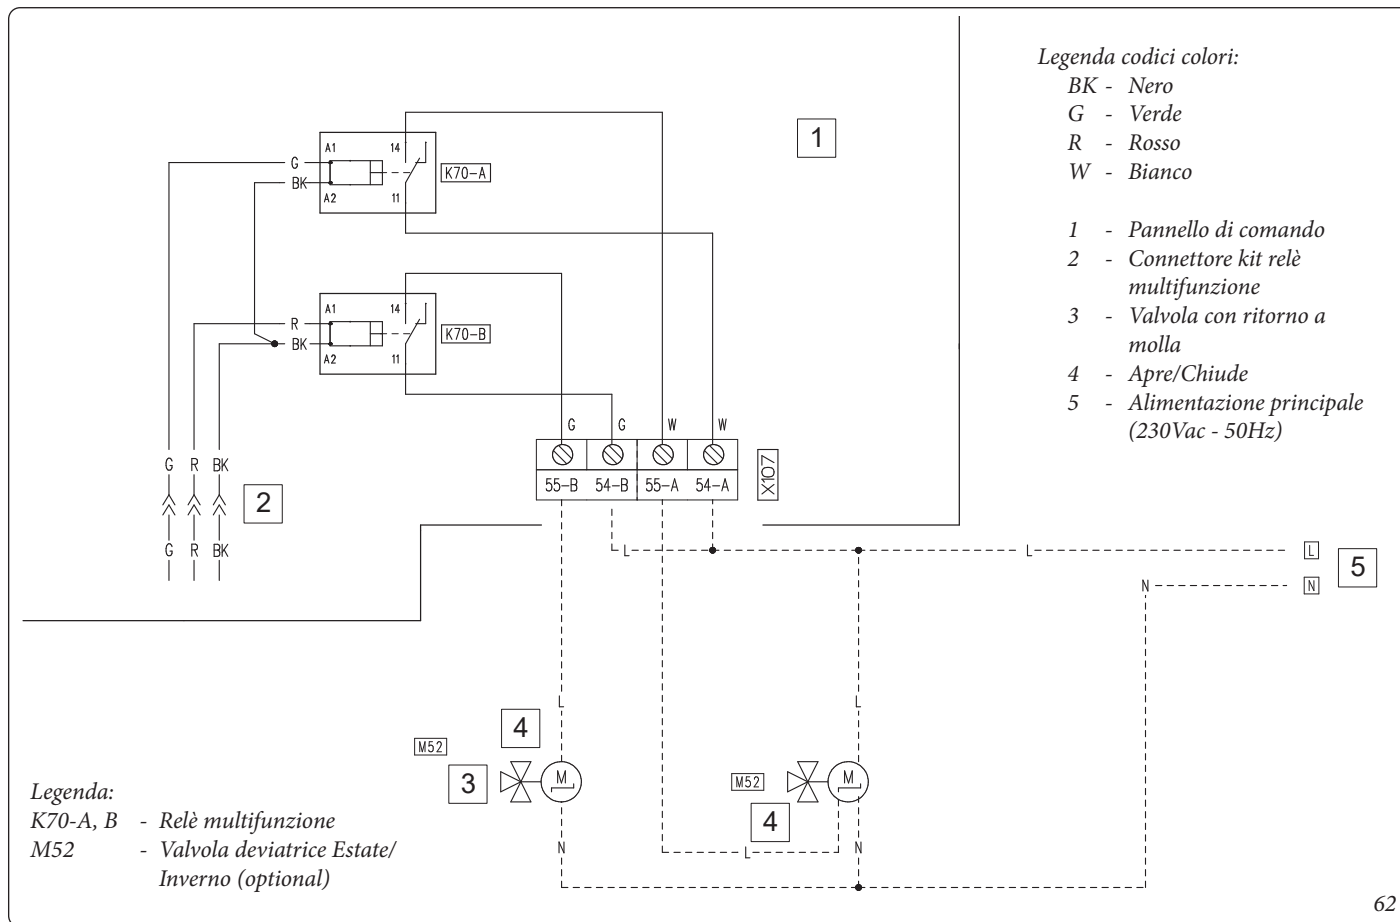 Legenda codici colori:
BK - Nero
G - Verde
R - Rosso
W - Bianco
1 - Pannello di comando
2 - Connettore kit relè
multifunzione
3 - Valvola con ritorno a
molla
4 - Apre/Chiude
5 - Alimentazione principale
(230Vac - 50Hz)
1
A1 14
G
K70-A
BK
A2 11
A1 14
R
K70-B
BK
A2 11
G G W W
55-B 54-B 55-A 54-A
X107
G R BK
2
G R BK
L L L
5
N N
L L
4
M52
3
M
M52
M
4
N L N
Legenda:
K70-A, B - Relè multifunzione
M52 - Valvola deviatrice Estate/
Inverno (optional)
62